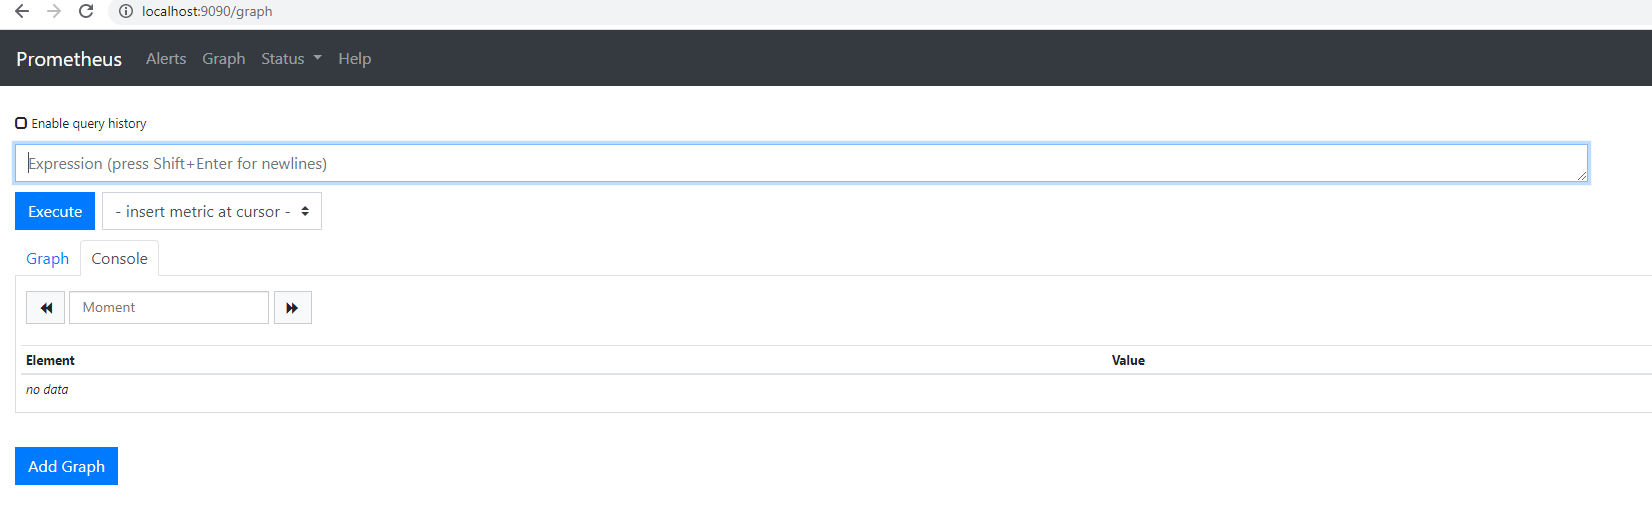 localhost:9090/graph
Prometheus Alerts Graph Status Help
Enable query history
Expression (press Shift+Enter for newlines)
Execute - insert metric at cursor -
Graph Console
Moment
Element Value
no data
Add Graph